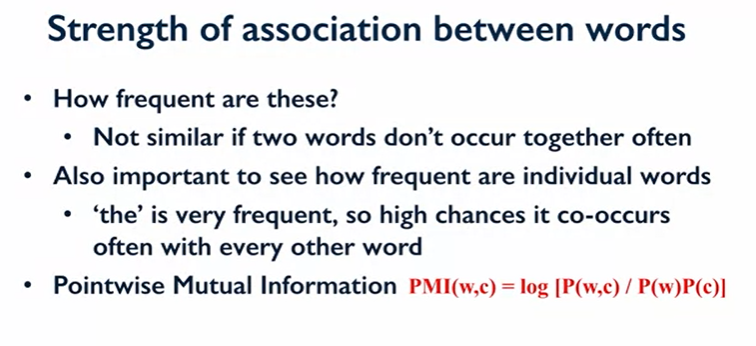 Strength of association between words
• How frequent are these?
• Not similar if two words don’t occur together often
• Also important to see how frequent are individual words
• ‘the’ is very frequent, so high chances it co-occurs
often with every other word
• Pointwise Mutual Information PMI(w,c) = log [P(w,c) / P(w)P(c)]